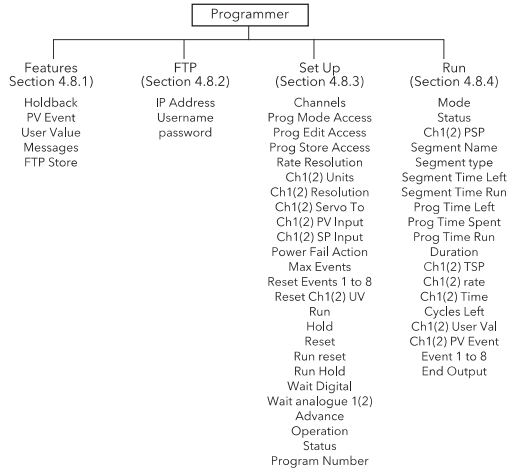 Programmer
Features
Section 4.8.1)
Holdback
PV Event
User Value
Messages
FTP Store
FTP
(Section 4.8.2)
IP Address
Username
password
Set Up
(Section 4.8.3)
Channels
Prog Mode Access
Prog Edit Access
Prog Store Access
Rate Resolution
Ch1(2) Units
Ch1(2) Resolution
Ch1(2) Servo To
Ch1(2) PV Input
Ch1(2) SP Input
Power Fail Action
Max Events
Reset Events 1 to 8
Reset Ch1(2) UV
Run
Hold
Reset
Run reset
Run Hold
Wait Digital
Wait analogue 1(2)
Advance
Operation
Status
Program Number
Run
(Section 4.8.4)
Mode
Status
Ch1(2) PSP
Segment Name
Segment type
Segment Time Left
Segment Time Run
Prog Time Left
Prog Time Spent
Prog Time Run
Duration
Ch1(2) TSP
Ch1(2) rate
Ch1(2) Time
Cycles Left
Ch1(2) User Val
Ch1(2) PV Event
Event 1 to 8
End Output